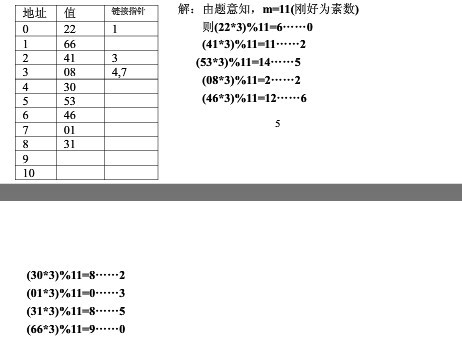 地址 值 链接指针
0 22 1
1 66
2 41 3
3 08 4,7
4 30
5 53
6 46
7 01
8 31
9
10
解：由题意知，m=11(刚好为素数)
则(22*3)%11=6……0
(41*3)%11=11……2
(53*3)%11=14……5
(08*3)%11=2……2
(46*3)%11=12……6
5
(30*3)%11=8……2
(01*3)%11=0……3
(31*3)%11=8……5
(66*3)%11=9……0